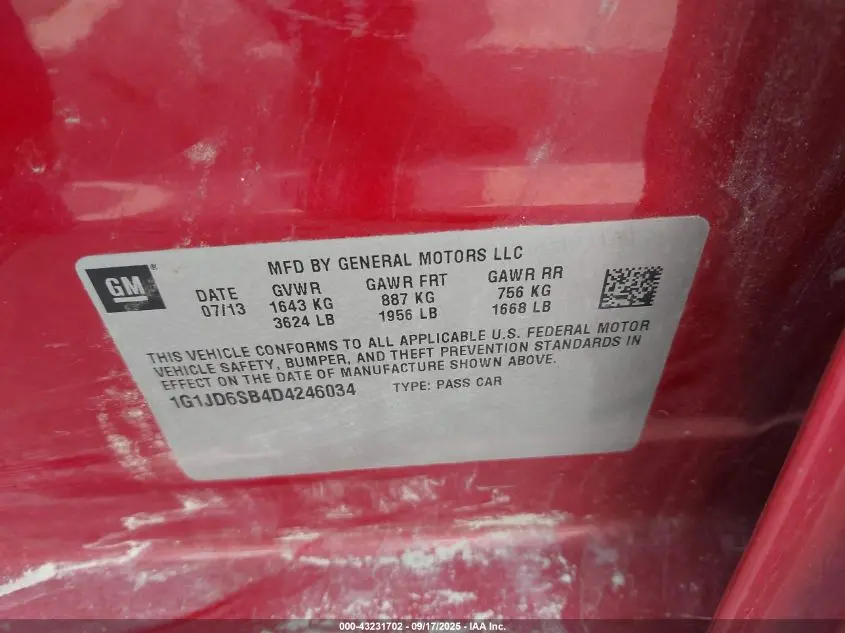 MFD BY GENERAL MOTORS LLC
GM®
DATE GVWR GAWR FRT GAWR RR
07/13 1643 KG 887 KG 756 KG
3624 LB 1956 LB 1668 LB
THIS VEHICLE CONFORMS TO ALL APPLICABLE U.S. FEDERAL MOTOR
VEHICLE SAFETY, BUMPER, AND THEFT PREVENTION STANDARDS IN
EFFECT ON THE DATE OF MANUFACTURE SHOWN ABOVE.
1G1JD6SB4D4246034 TYPE: PASS CAR
000-43231702 - 09/17/2025 - © IAA Inc.